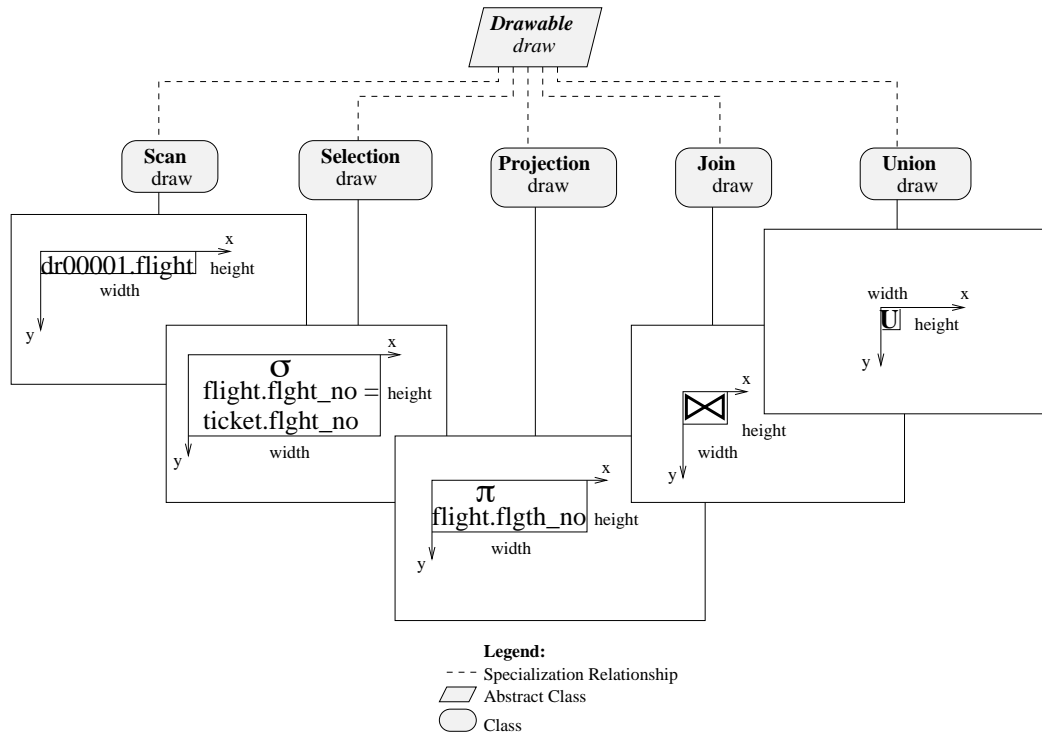 Drawable
draw
Scan
draw
Selection
draw
Projection
draw
Join
draw
Union
draw
x
dr00001.flight
height
width
y
x
σ
flight.flght_no =
height
ticket.flght_no
width
y
x
π
flight.flgth_no
height
width
y
x
⋈
height
width
y
width
x
U
height
y
Legend:
Specialization Relationship
Abstract Class
Class